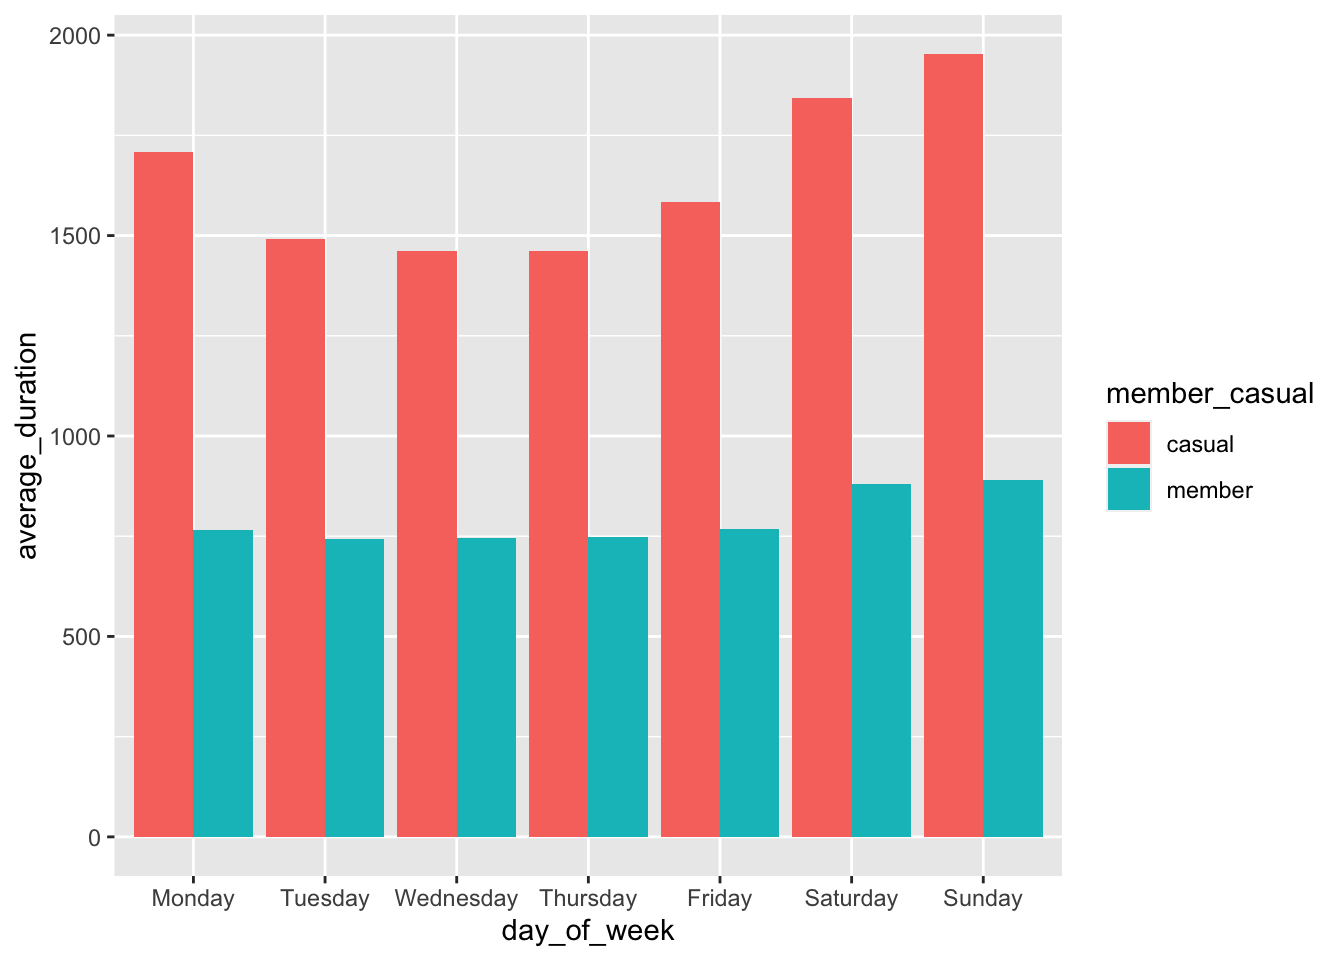 2000
1500
1000
500
0
average_duration
Monday Tuesday Wednesday Thursday Friday Saturday Sunday
day_of_week
member_casual
casual
member